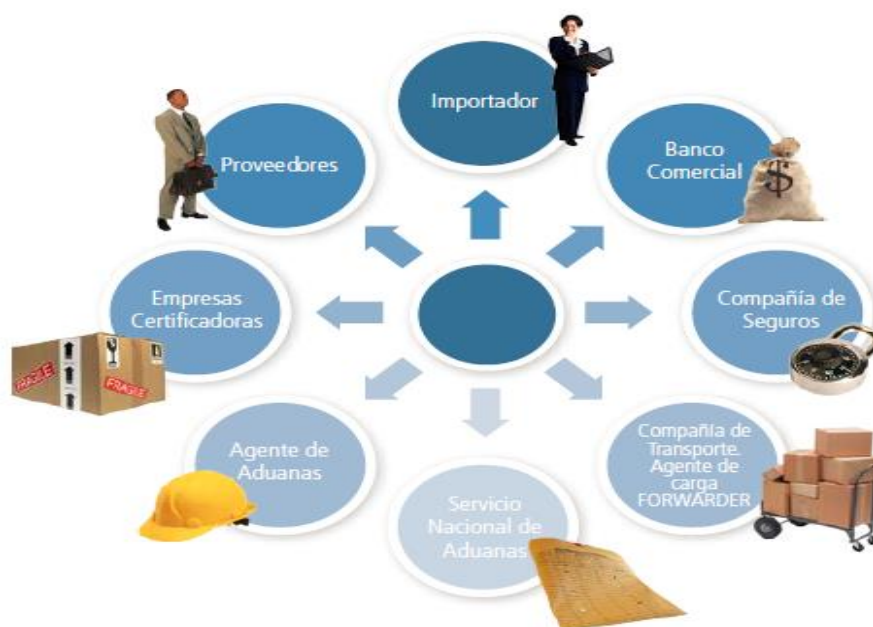 Importador
Banco
Comercial
Compañía de
Seguros
Compañía de
Transporte.
Agente de
carga
FORWARDER
Servicio
Nacional de
Aduanas
Agente de
Aduanas
Empresas
Certificadoras
Proveedores
$
FRAGILE
FRAGILE